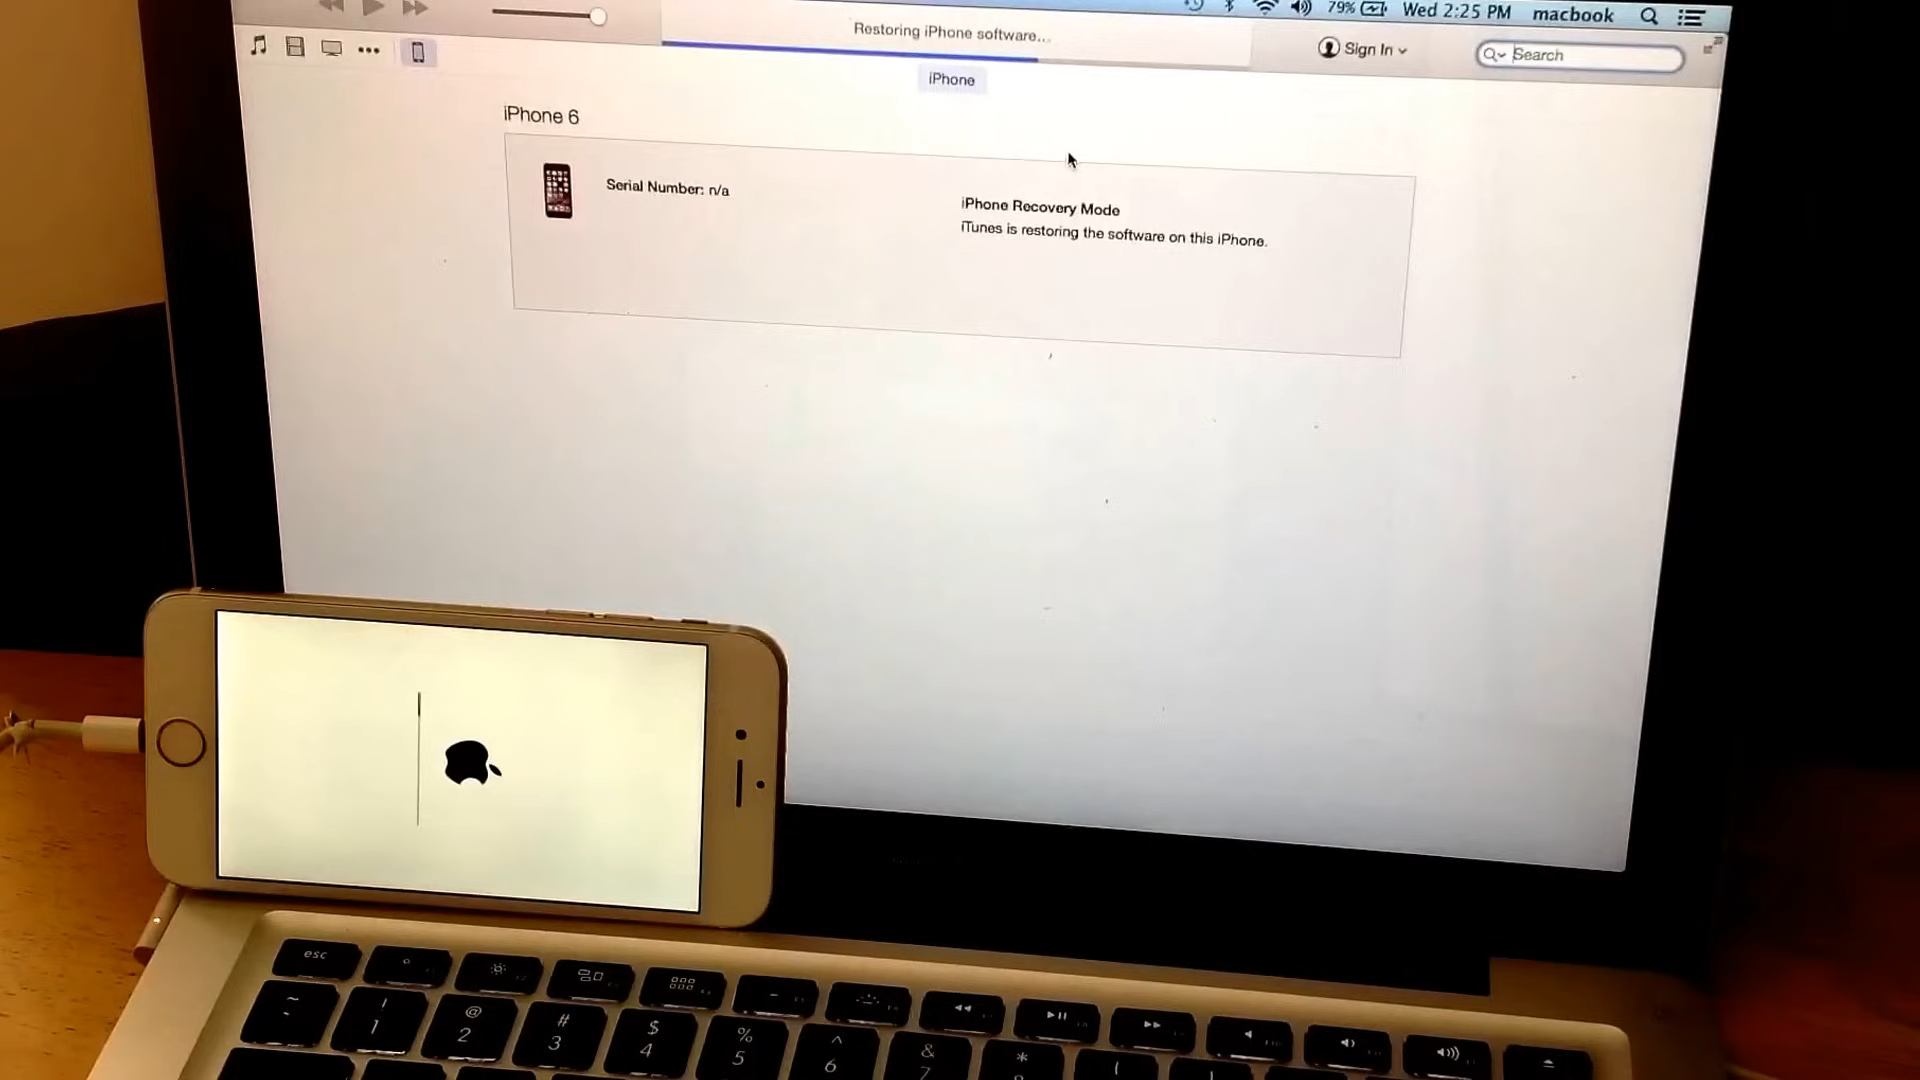 79% Wed 2:25 PM macbook
Restoring iPhone software...
Sign In
Search
iPhone
iPhone 6
Serial Number: n/a
iPhone Recovery Mode
iTunes is restoring the software on this iPhone.
esc
~
! 1
@ 2
# 3
$ 4
% 5
^ 6
& 7
*
(